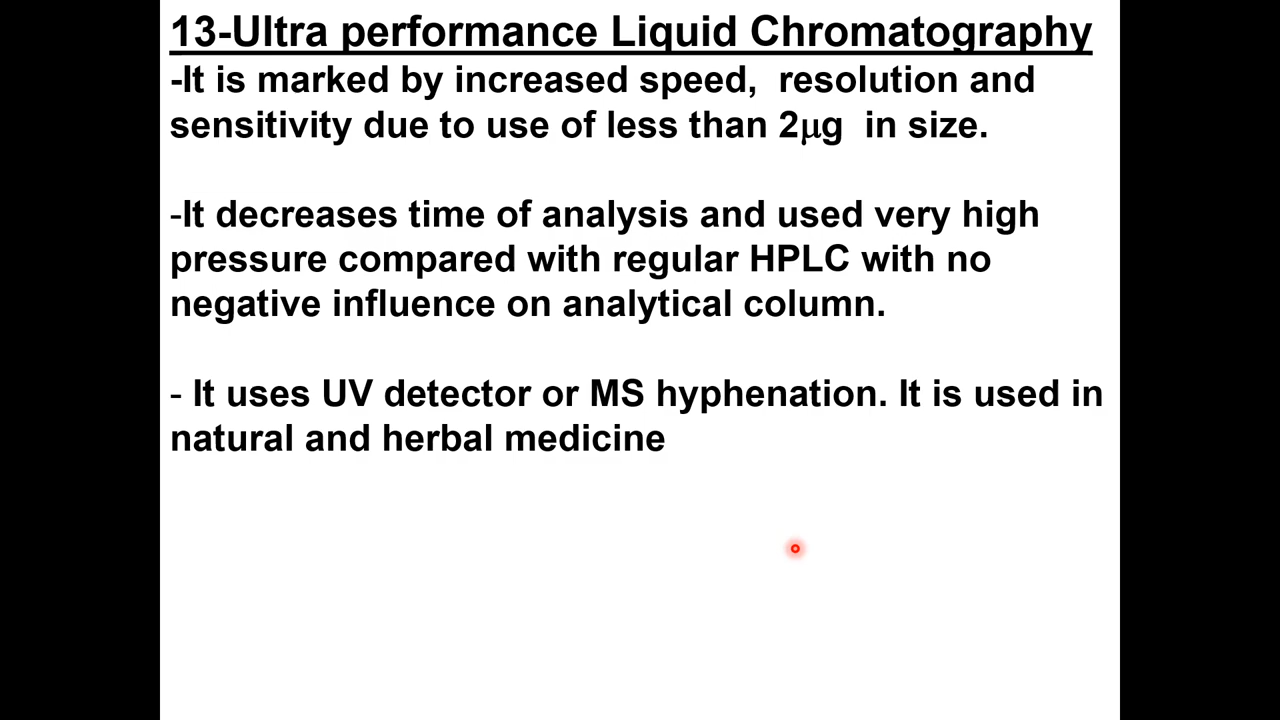 13-Ultra performance Liquid Chromatography
-It is marked by increased speed,  resolution and
sensitivity due to use of less than 2μg  in size.
-It decreases time of analysis and used very high
pressure compared with regular HPLC with no
negative influence on analytical column.
- It uses UV detector or MS hyphenation. It is used in
natural and herbal medicine